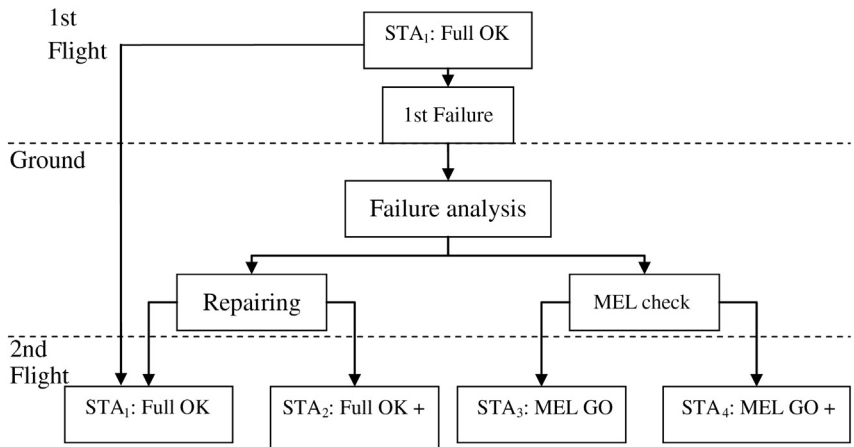 1st
Flight
STA₁: Full OK
1st Failure
Ground
Failure analysis
Repairing
MEL check
2nd
Flight
STA₁: Full OK
STA₂: Full OK +
STA₃: MEL GO
STA₄: MEL GO +